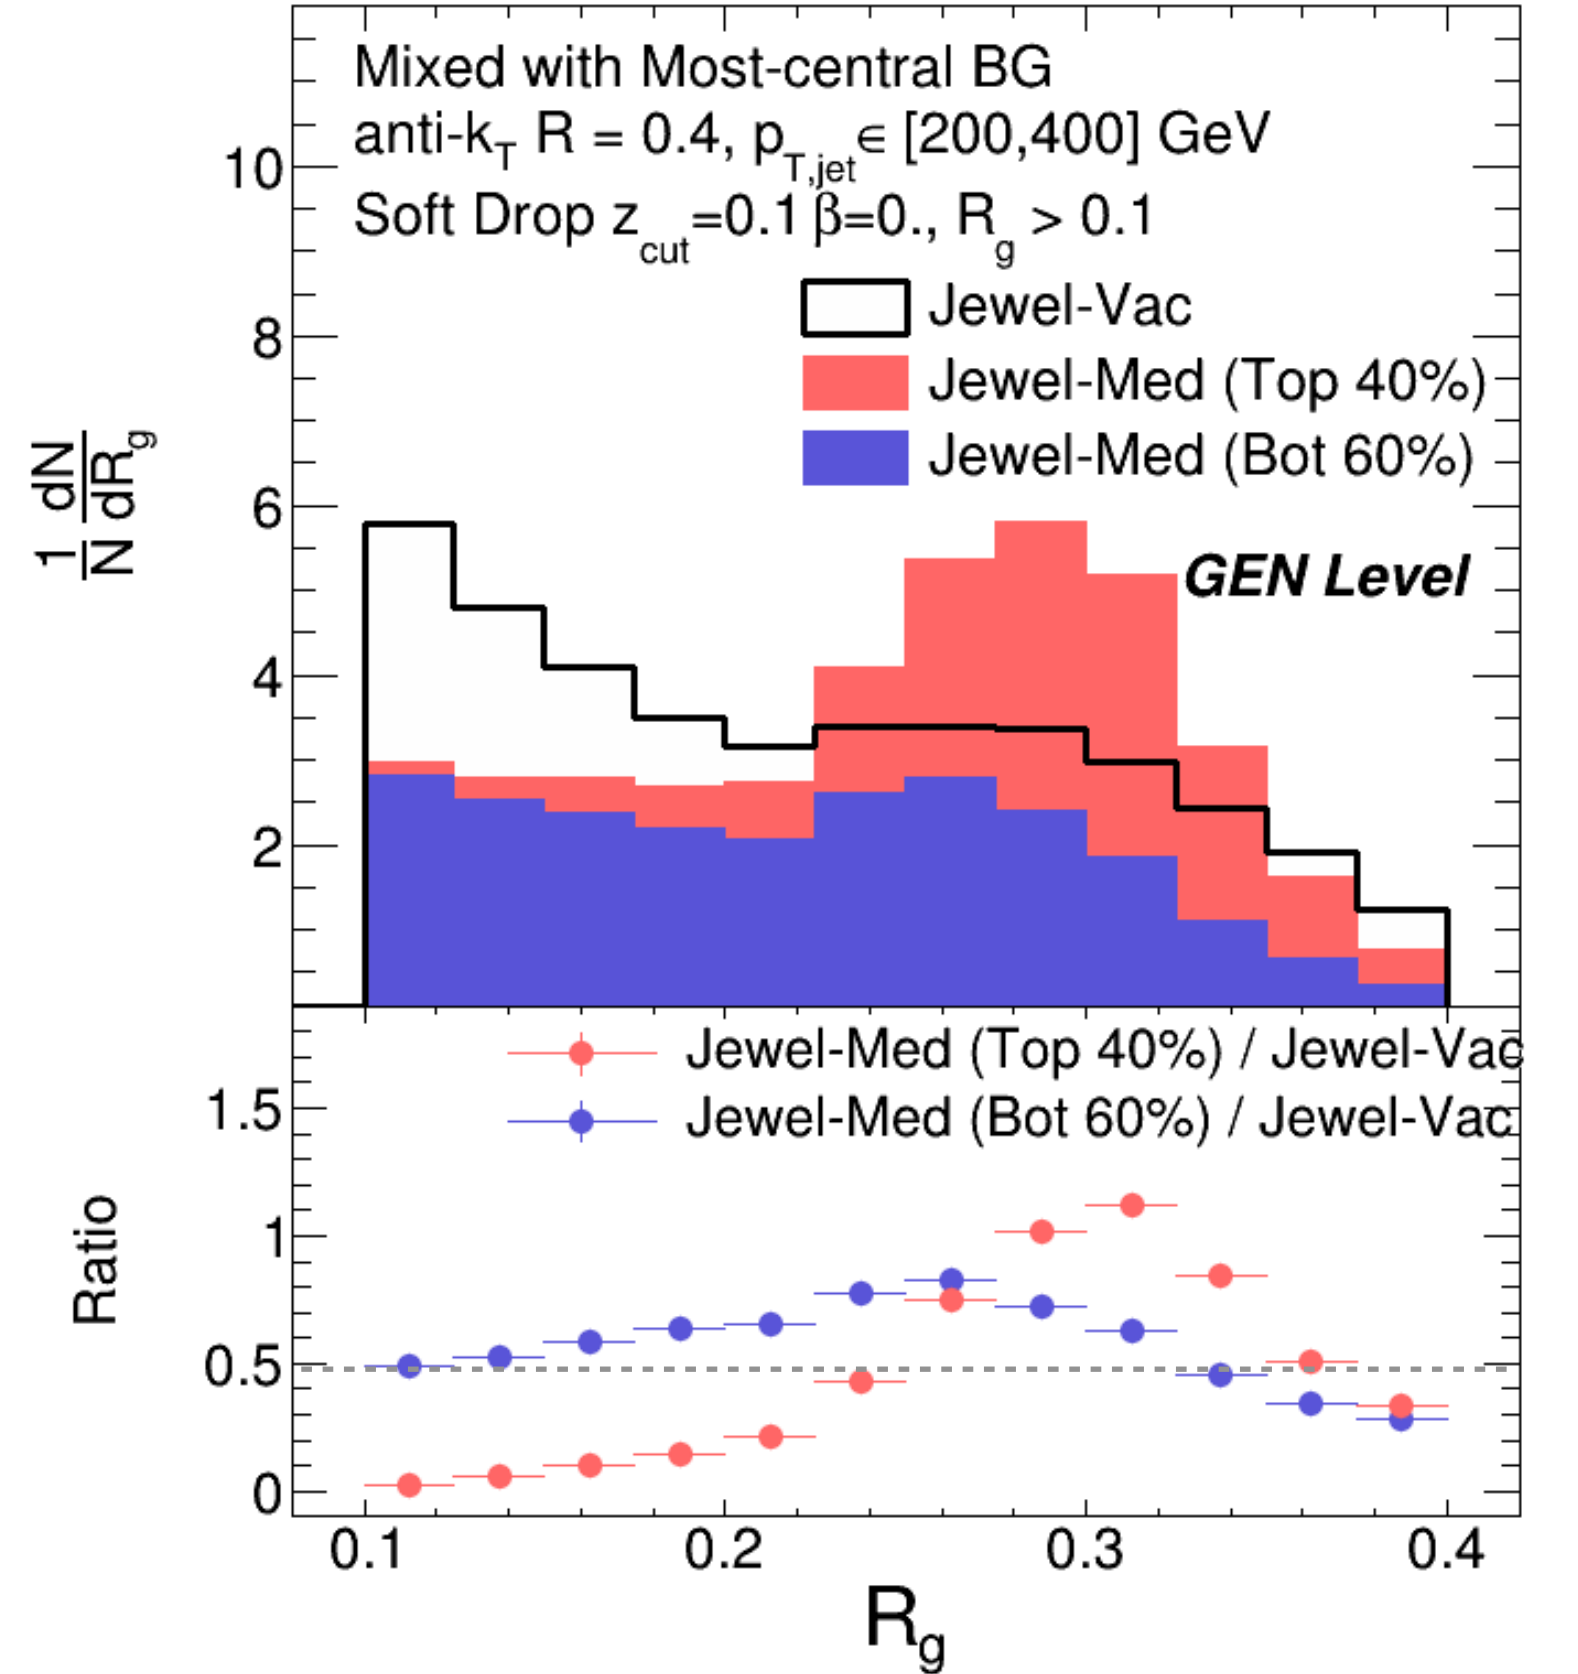 Mixed with Most-central BG
anti-kT R = 0.4, pT,jet ∈ [200,400] GeV
Soft Drop zcut=0.1 β=0., Rg > 0.1
Jewel-Vac
Jewel-Med (Top 40%)
Jewel-Med (Bot 60%)
GEN Level
1/N dN/dRg
10
8
6
4
2
Jewel-Med (Top 40%) / Jewel-Vac
Jewel-Med (Bot 60%) / Jewel-Vac
Ratio
1.5
1
0.5
0
0.1 0.2 0.3 0.4
Rg